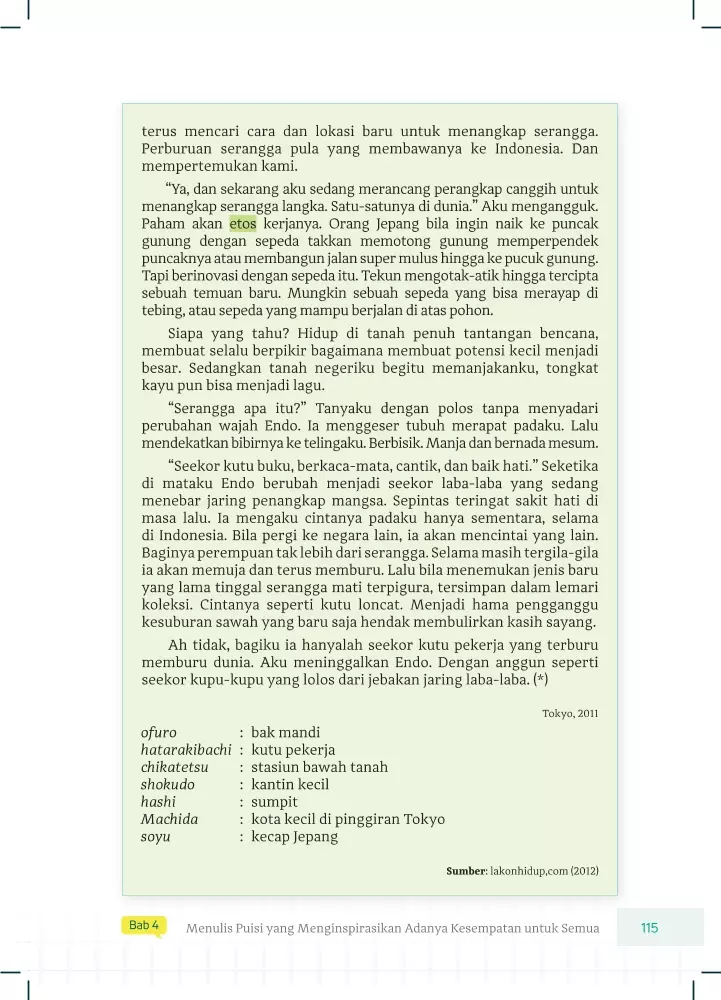 terus mencari cara dan lokasi baru untuk menangkap serangga.
Perburuan serangga pula yang membawanya ke Indonesia. Dan
mempertemukan kami.
“Ya, dan sekarang aku sedang merancang perangkap canggih untuk
menangkap serangga langka. Satu-satunya di dunia.” Aku mengangguk.
Paham akan etos kerjanya. Orang Jepang bila ingin naik ke puncak
gunung dengan sepeda takkan memotong gunung memperpendek
puncaknya atau membangun jalan super mulus hingga ke pucuk gunung.
Tapi berinovasi dengan sepeda itu. Tekun mengotak-atik hingga tercipta
sebuah temuan baru. Mungkin sebuah sepeda yang bisa merayap di
tebing, atau sepeda yang mampu berjalan di atas pohon.
Siapa yang tahu? Hidup di tanah penuh tantangan bencana,
membuat selalu berpikir bagaimana membuat potensi kecil menjadi
besar. Sedangkan tanah negeriku begitu memanjakanku, tongkat
kayu pun bisa menjadi lagu.
“Serangga apa itu?” Tanyaku dengan polos tanpa menyadari
perubahan wajah Endo. Ia menggeser tubuh merapat padaku. Lalu
mendekatkan bibirnya ke telingaku. Berbisik. Manja dan bernada mesum.
“Seekor kutu buku, berkaca-mata, cantik, dan baik hati.” Seketika
di mataku Endo berubah menjadi seekor laba-laba yang sedang
menebar jaring penangkap mangsa. Sepintas teringat sakit hati di
masa lalu. Ia mengaku cintanya padaku hanya sementara, selama
di Indonesia. Bila pergi ke negara lain, ia akan mencintai yang lain.
Baginya perempuan tak lebih dari serangga. Selama masih tergila-gila
ia akan memuja dan terus memburu. Lalu bila menemukan jenis baru
yang lama tinggal serangga mati terpigura, tersimpan dalam lemari
koleksi. Cintanya seperti kutu loncat. Menjadi hama pengganggu
kesuburan sawah yang baru saja hendak membulirkan kasih sayang.
Ah tidak, bagiku ia hanyalah seekor kutu pekerja yang terburu
memburu dunia. Aku meninggalkan Endo. Dengan anggun seperti
seekor kupu-kupu yang lolos dari jebakan jaring laba-laba. (*)
Tokyo, 2011
ofuro : bak mandi
hatarakibachi : kutu pekerja
chikatetsu : stasiun bawah tanah
shokudo : kantin kecil
hashi : sumpit
Machida : kota kecil di pinggiran Tokyo
soyu : kecap Jepang
Sumber: lakonhidup,com (2012)
Bab 4 Menulis Puisi yang Menginspirasikan Adanya Kesempatan untuk Semua 115